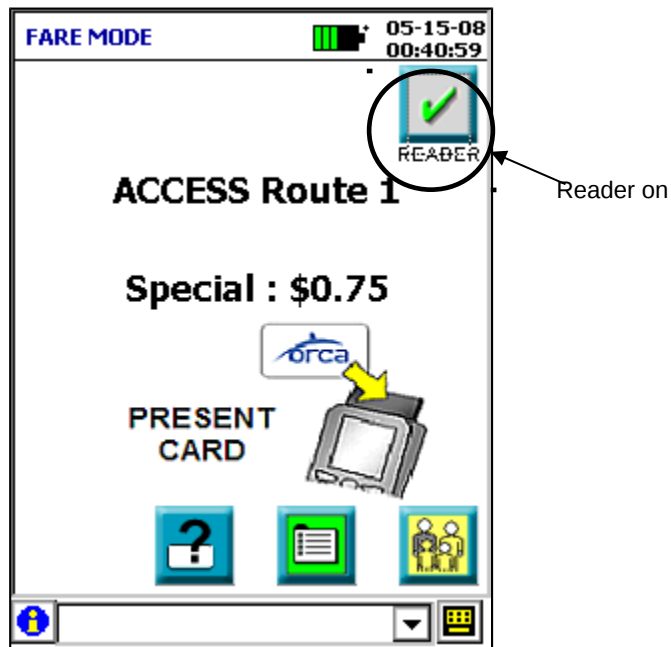 FARE MODE
05-15-08
00:40:59
READER
Reader on
ACCESS Route 1
Special : $0.75
orca
PRESENT
CARD
?
i